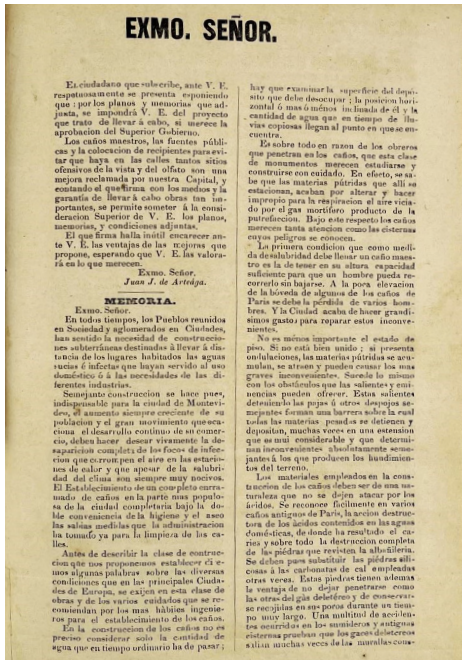 EXMO. SEÑOR.
El ciudadano que subscribe, ante V. E.
respetuosamente se presenta esponiendo
que : por los planos y memorias que ad-
junta, se impondrá V. E. del proyecto
que trato de llevar á cabo, si merece la
aprobacion del Superior Gobierno.
Los caños maestros, las fuentes públi-
cas y la colocacion de recipientes para evi-
tar que haya en las calles tantos sitios
ofensivos de la vista y del olfato son una
mejora reclamada por nuestra Capital, y
contando el que firma con los medios y la
garantía de llevar á cabo obras tan im-
portantes, se permite someter á la consi-
deracion Superior de V. E. los planos,
memorias, y condiciones adjuntas.
El que firma halla inútil encarecer an-
te V. E. las ventajas de las mejoras que
propone, esperando que V. E. las valora-
rá en lo que merecen.
Exmo. Señor.
Juan J. de Arteaga.
MEMORIA.
Exmo. Señor.
En todos tiempos, los Pueblos reunidos
en Sociedad y aglomerados en Ciudades,
han sentido la necesidad de construccio-
nes subterráneas destinadas á llevar á dis-
tancia de los lugares habitados las aguas
sucias é infectas que hayan servido al uso
doméstico ó á las necesidades de las di-
ferentes industrias.
Semejante construccion se hace pues,
indispensable para la ciudad de Montevi-
deo, el aumento siempre creciente de su
poblacion y el gran movimiento que oca-
ciona el desarrollo continuo de su comer-
cio, deben hacer desear vivamente la de-
saparicion completa de los focos de infec-
cion que corrompen el aire en las estacio-
nes de calor y que apesar de la salubri-
dad del clima son siempre muy nocivos.
El Establecimiento de un completo enrra-
mado de caños en la parte mas populo-
sa de la ciudad completaria bajo la do-
ble conveniencia de la higiene y el aseo
las sabias medidas que la administracion
ha tomado ya para la limpieza de las ca-
lles.
Antes de describir la clase de contruc-
cion que nos proponemos establecer di e-
mos algunas palabras sobre las diversas
condiciones que en las principales Ciuda-
des de Europa, se exijen en esta clase de
obras y de los varios cuidados que se re-
comiendan por los mas hábiles ingenie-
ros para el establecimiento de los caños.
En la construccion de los caños no es
preciso considerar solo la cantidad de
agua que en tiempo ordinario ha de pasar;
hay que examinar la superficie del depó-
sito que debe desocupar ; la posicion hori-
zontal ó mas ó ménos inclinada de él y la
cantidad de agua que en tiempo de llu-
vias copiosas llegan al punto en que se en-
cuentra.
Es sobre todo en razon de los obreros
que penetran en los caños, que esta clase
de monumentos merecen estudiarse y
construirse con cuidado. En efecto, se sa-
be que las materias pútridas que allí se
estacionan, acaban por alterar y hacer
impropio para la respiracion el aire vicia-
do por el gas mortífero producto de la
putrefaccion. Bajo este respecto los caños
merecen tanta atencion como las cisternas
cuyos peligros se conocen.
La primera condicion que como medi-
da de salubridad debe llenar un caño maes-
tro es la de tener en su altura capacidad
suficiente para que un hombre pueda re-
correrlo sin bajarse. A la poca elevacion
de la bóveda de algunos de los caños de
Paris se debe la pérdida de varios hom-
bres. Y la Ciudad acaba de hacer grandí-
simos gastos para reparar estos inconve-
nientes.
No es ménos importante el estado de
piso. Si no está bien unido ; si presenta
ondulaciones, las materias pútridas se acu-
mulan, se atraen y pueden causar los mas
graves inconvenientes. Sucede lo mismo
con los obstáculos que las salientes y emi-
nencias pueden ofrecer. Estas salientes
deteniendo las pajas ú otros despojos se-
mejantes forman una barrera sobre la cual
todas las materias pesadas se detienen y
depositan, muchas veces en una estension
que es mui considerable y que determi-
nan inconvenientes absolutamente seme-
jantes á los que producen los hundimien-
tos del terreno.
Los materiales empleados en la cons-
truccion de los caños deben ser de una na-
turaleza que no se dejen atacar por los
ácidos. Se reconoce facilmente en varios
caños antiguos de Paris, la accion destruc-
tora de los ácidos contenidos en las aguas
domésticas, de donde ha resultado el ca-
ries y sobre todo la destruccion completa
de las piédras que revisten la albañileria.
Se deben pues substituir las piédras silí-
cosas á las carbonatas de cal empleadas
otras veces. Estas piedras tienen ademas
la ventaja de no dejar penetrarse como
las otras del gas deletéreo y de conservar-
se recojidas en sus poros durante un tiem-
po muy largo. Una multitud de acciden-
tes ocurridos en los sumideros y antiguas
cisternas prueban que los gases deletereos
salian muchas veces de las murallas cons-